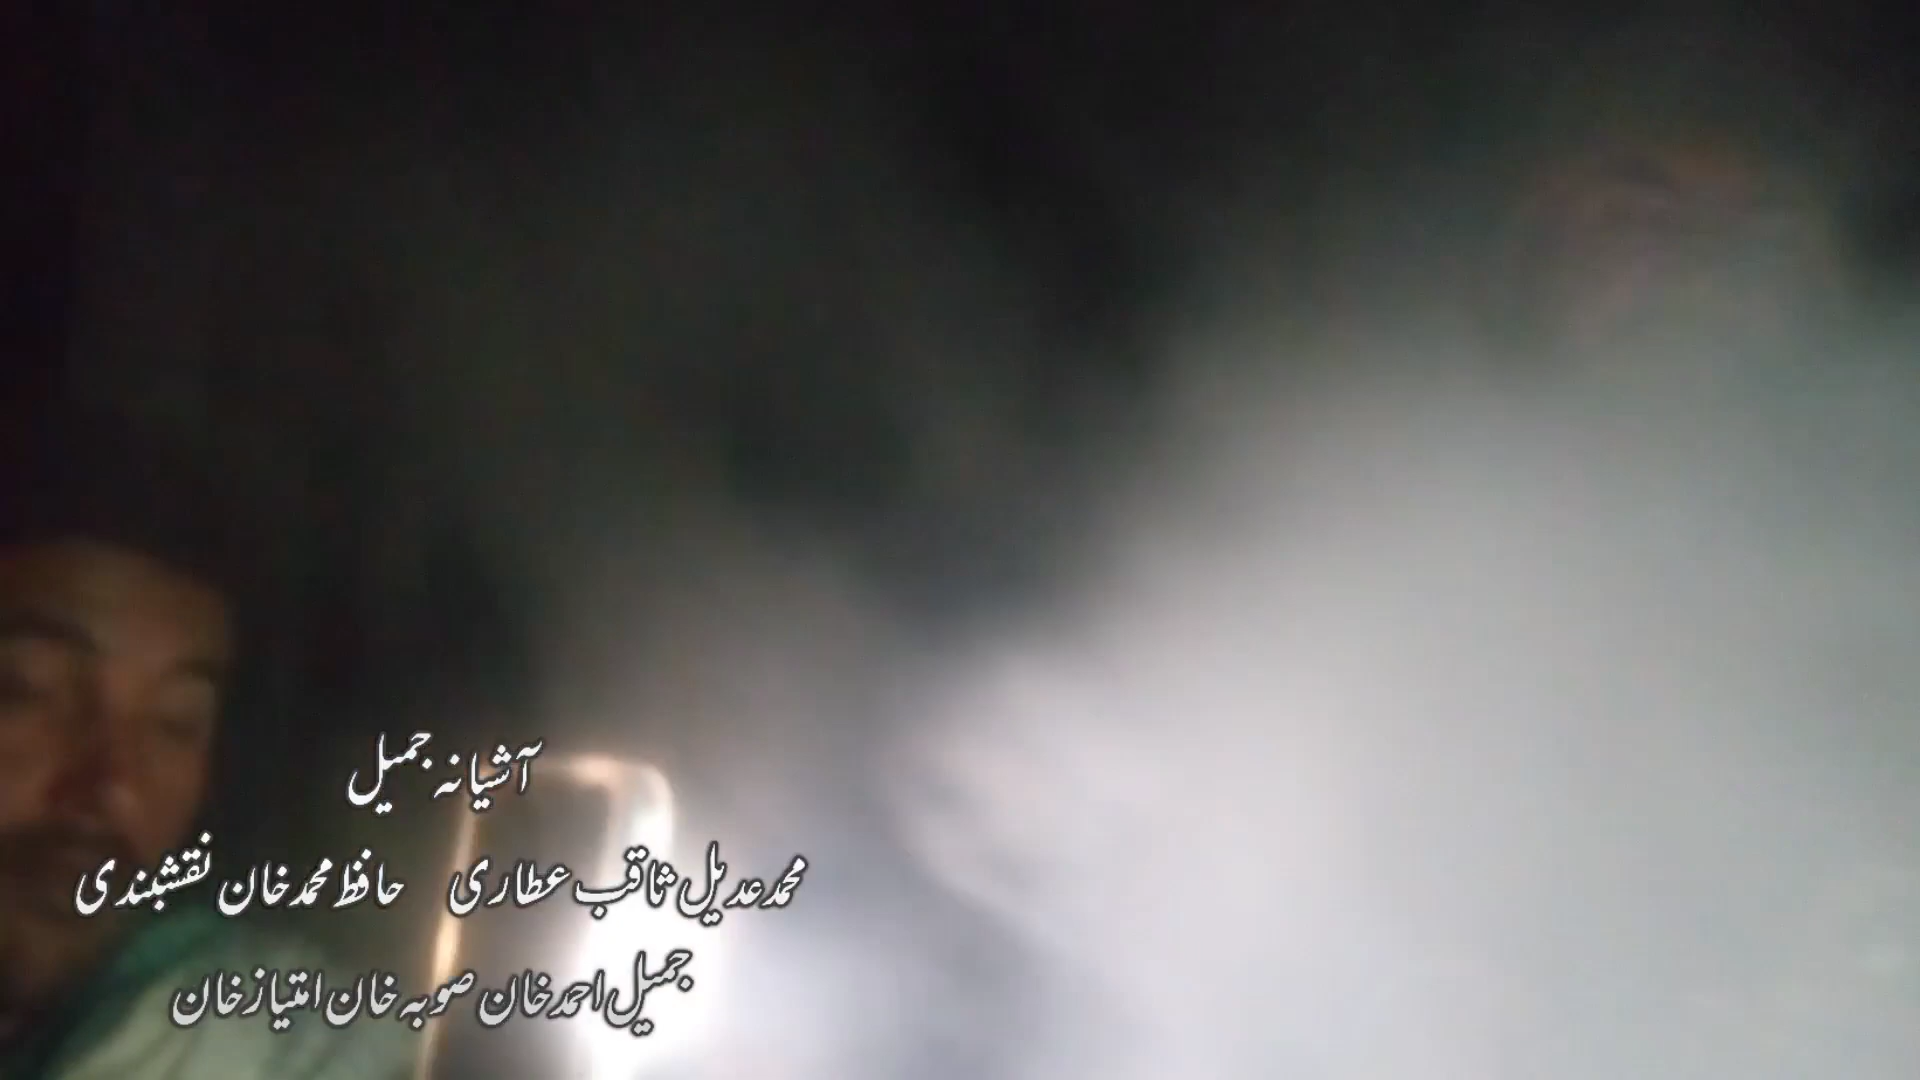 آشیانہ جمیل
محمد عدیل ثاقب عطاری حافظ محمد خان نقشبندی
جمیل احمد خان صوبہ خان امتیاز خان